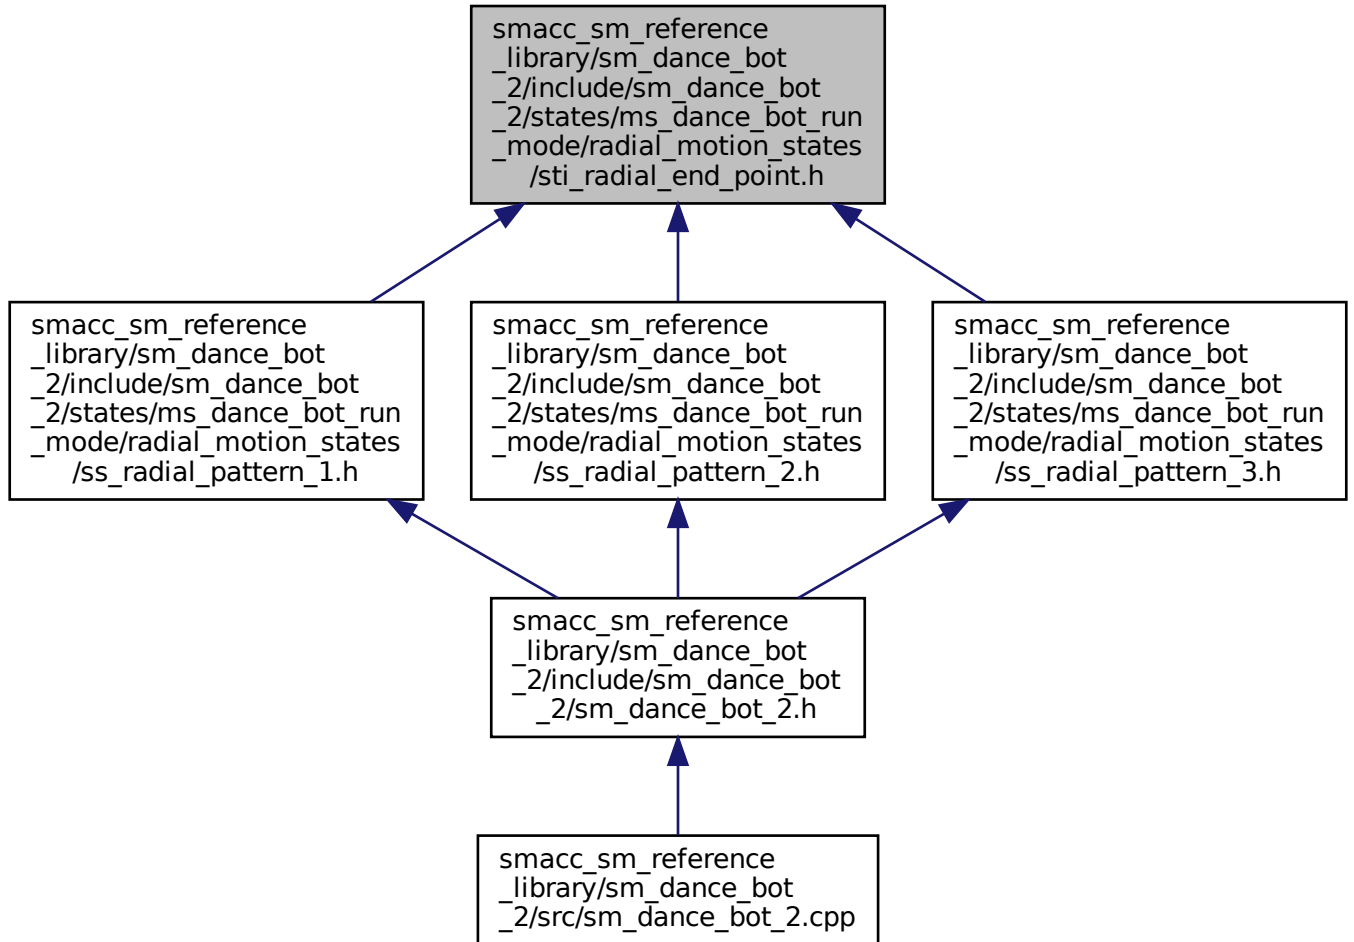 smacc_sm_reference
_library/sm_dance_bot
_2/include/sm_dance_bot
_2/states/ms_dance_bot_run
_mode/radial_motion_states
/sti_radial_end_point.h
smacc_sm_reference
_library/sm_dance_bot
_2/include/sm_dance_bot
_2/states/ms_dance_bot_run
_mode/radial_motion_states
/ss_radial_pattern_1.h
smacc_sm_reference
_library/sm_dance_bot
_2/include/sm_dance_bot
_2/states/ms_dance_bot_run
_mode/radial_motion_states
/ss_radial_pattern_2.h
smacc_sm_reference
_library/sm_dance_bot
_2/include/sm_dance_bot
_2/states/ms_dance_bot_run
_mode/radial_motion_states
/ss_radial_pattern_3.h
smacc_sm_reference
_library/sm_dance_bot
_2/include/sm_dance_bot
_2/sm_dance_bot_2.h
smacc_sm_reference
_library/sm_dance_bot
_2/src/sm_dance_bot_2.cpp